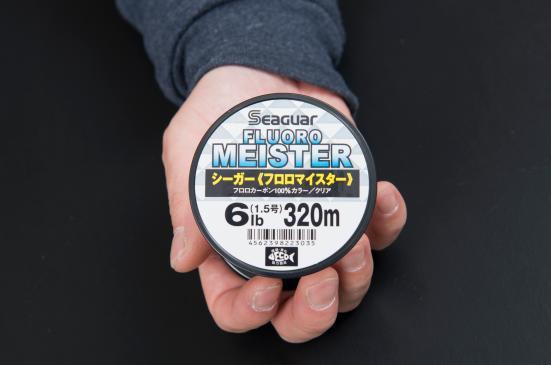 Seaguar
FLUORO
MEISTER
シーガー《フロロマイスター》
フロロカーボン100%カラー／クリア
6lb (1.5号) 320m
4562398223035
ECO